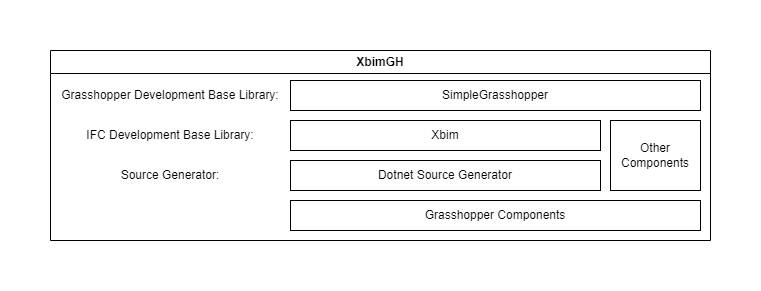 XbimGH
Grasshopper Development Base Library:
SimpleGrasshopper
IFC Development Base Library:
Xbim
Other
Components
Source Generator:
Dotnet Source Generator
Grasshopper Components